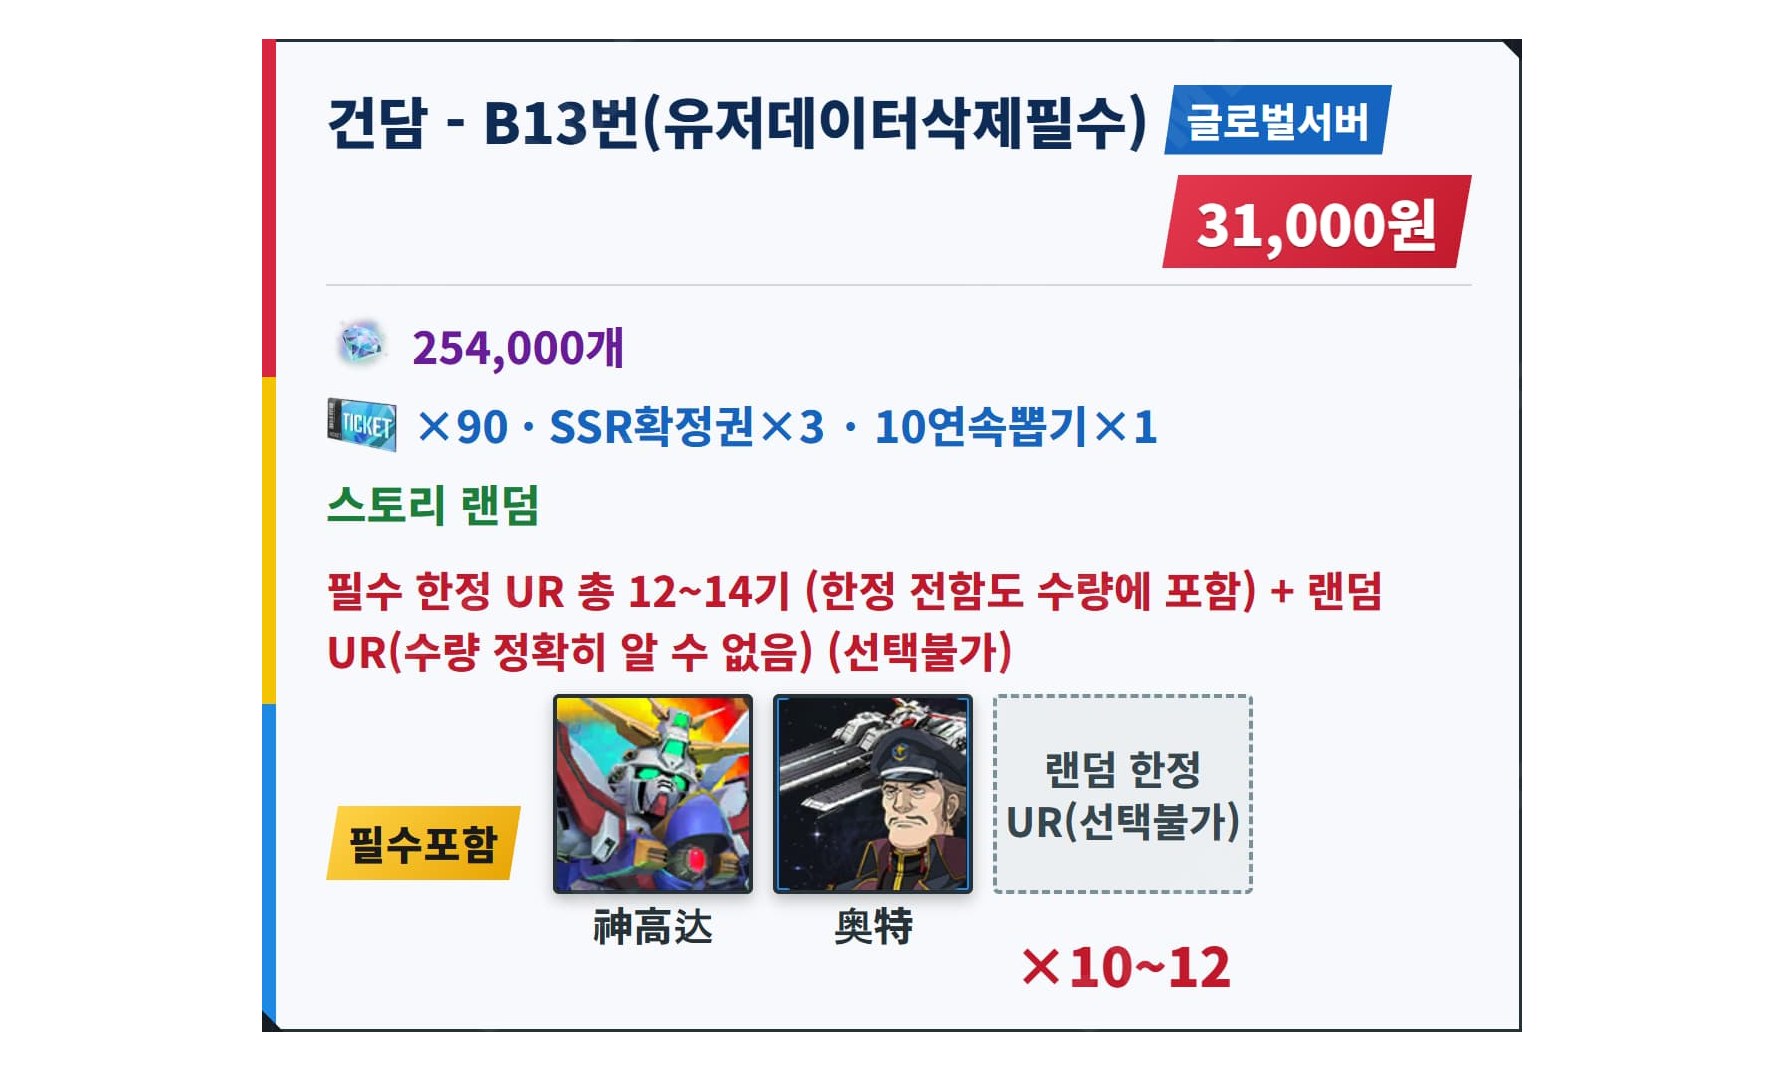 건담 - B13번(유저데이터삭제필수) 글로벌서버
31,000원
254,000개
TICKET ×90 · SSR확정권×3 · 10연속뽑기×1
스토리 랜덤
필수 한정 UR 총 12~14기 (한정 전함도 수량에 포함) + 랜덤
UR(수량 정확히 알 수 없음) (선택불가)
랜덤 한정
UR(선택불가)
필수포함
神高达 奥特
×10~12